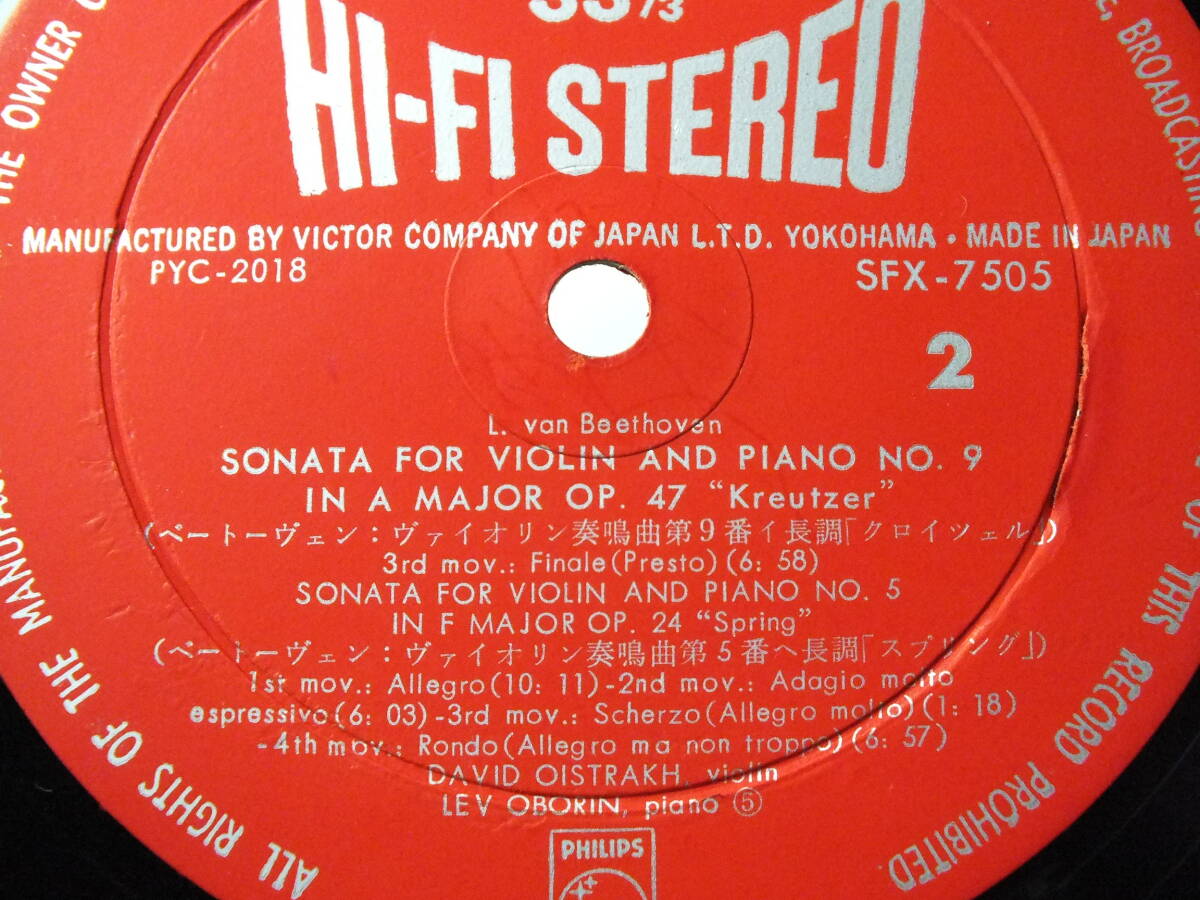 33 1/3
HI-FI STEREO
MANUFACTURED BY VICTOR COMPANY OF JAPAN L.T.D. YOKOHAMA • MADE IN JAPAN
PYC-2018
SFX-7505
2
L. van Beethoven
SONATA FOR VIOLIN AND PIANO NO. 9
IN A MAJOR OP. 47 “Kreutzer”
(ベートーヴェン：ヴァイオリン奏鳴曲第9番イ長調「クロイツェル」)
3rd mov.: Finale(Presto)(6: 58)
SONATA FOR VIOLIN AND PIANO NO. 5
IN F MAJOR OP. 24 “Spring”
(ベートーヴェン：ヴァイオリン奏鳴曲第5番ヘ長調「スプリング」)
1st mov.: Allegro(10: 11)-2nd mov.: Adagio molto
espressivo(6: 03)-3rd mov.: Scherzo(Allegro molto)(1: 18)
-4th mov.: Rondo(Allegro ma non troppo)(6: 57)
DAVID OISTRAKH, violin
LEV OBORIN, piano ⑤
PHILIPS
ALL RIGHTS OF THE
THE OWNER
BROADCASTING
OF THIS RECORD PROHIBITED.